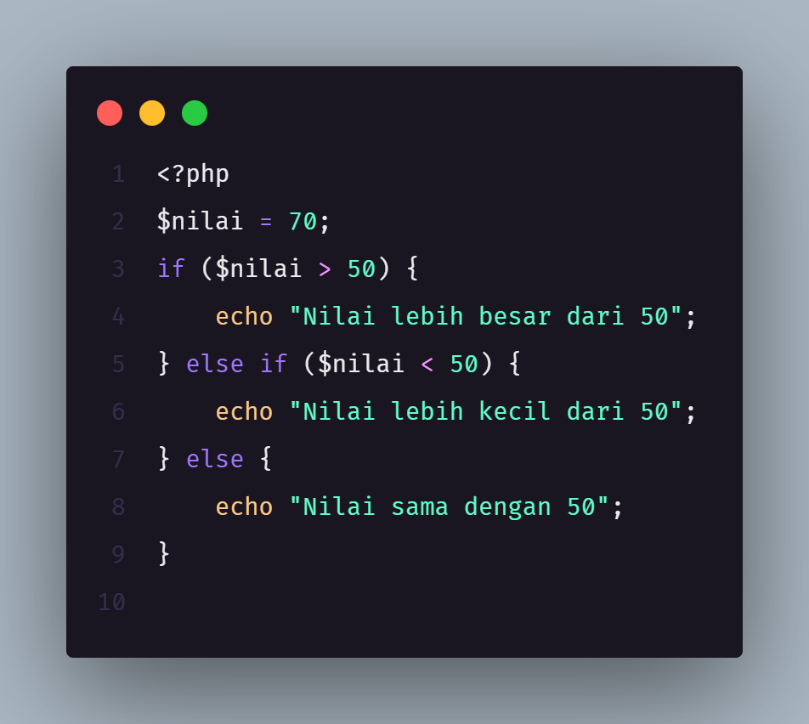 1 <?php
2 $nilai = 70;
3 if ($nilai > 50) {
4     echo "Nilai lebih besar dari 50";
5 } else if ($nilai < 50) {
6     echo "Nilai lebih kecil dari 50";
7 } else {
8     echo "Nilai sama dengan 50";
9 }
10